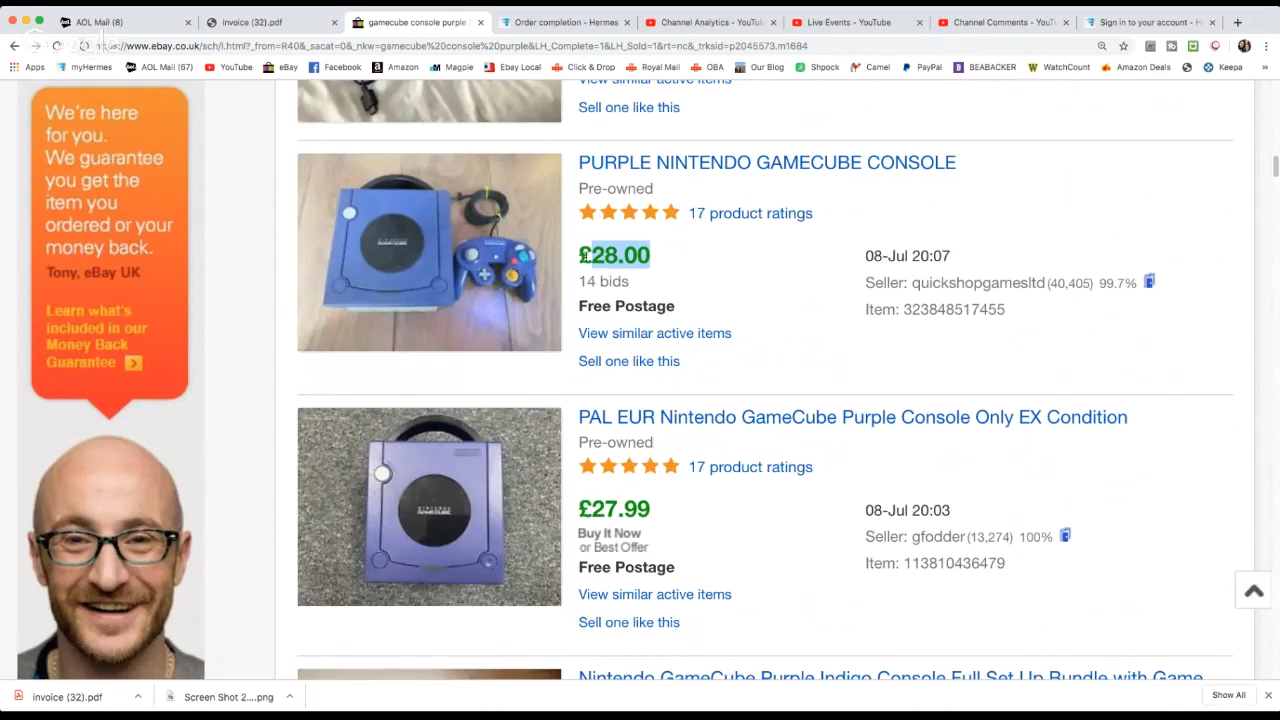 AOL Mail (8)
invoice (32).pdf
gamecube console purple
Order completion - Hermes
Channel Analytics - YouTube
Live Events - YouTube
Channel Comments - YouTu
Sign in to your account - He
https://www.ebay.co.uk/sch/i.html?_from=R40&_sacat=0&_nkw=gamecube%20console%20purple&LH_Complete=1&LH_Sold=1&rt=nc&_trksid=p2045573.m1684
Apps
myHermes
AOL Mail (67)
YouTube
eBay
Facebook
Amazon
Magpie
Ebay Local
Click & Drop
Royal Mail
OBA
Our Blog
Shpock
Camel
PayPal
BEABACKER
WatchCount
Amazon Deals
Keepa
View similar active items
Sell one like this
We're here
for you.
We guarantee
you get the
item you
ordered or your
money back.
Tony, eBay UK
Learn what's
included in our
Money Back
Guarantee
PURPLE NINTENDO GAMECUBE CONSOLE
Pre-owned
17 product ratings
£28.00
08-Jul 20:07
14 bids
Seller: quickshopgamesltd (40,405) 99.7%
Free Postage
Item: 323848517455
View similar active items
Sell one like this
PAL EUR Nintendo GameCube Purple Console Only EX Condition
Pre-owned
17 product ratings
£27.99
08-Jul 20:03
Buy It Now
Seller: gfodder (13,274) 100%
or Best Offer
Free Postage
Item: 113810436479
View similar active items
Sell one like this
NINTENDO
GAMECUBE
Nintendo GameCube Purple Indigo Console Full Set Up Bundle with Game
invoice (32).pdf
Screen Shot 2....png
Show All